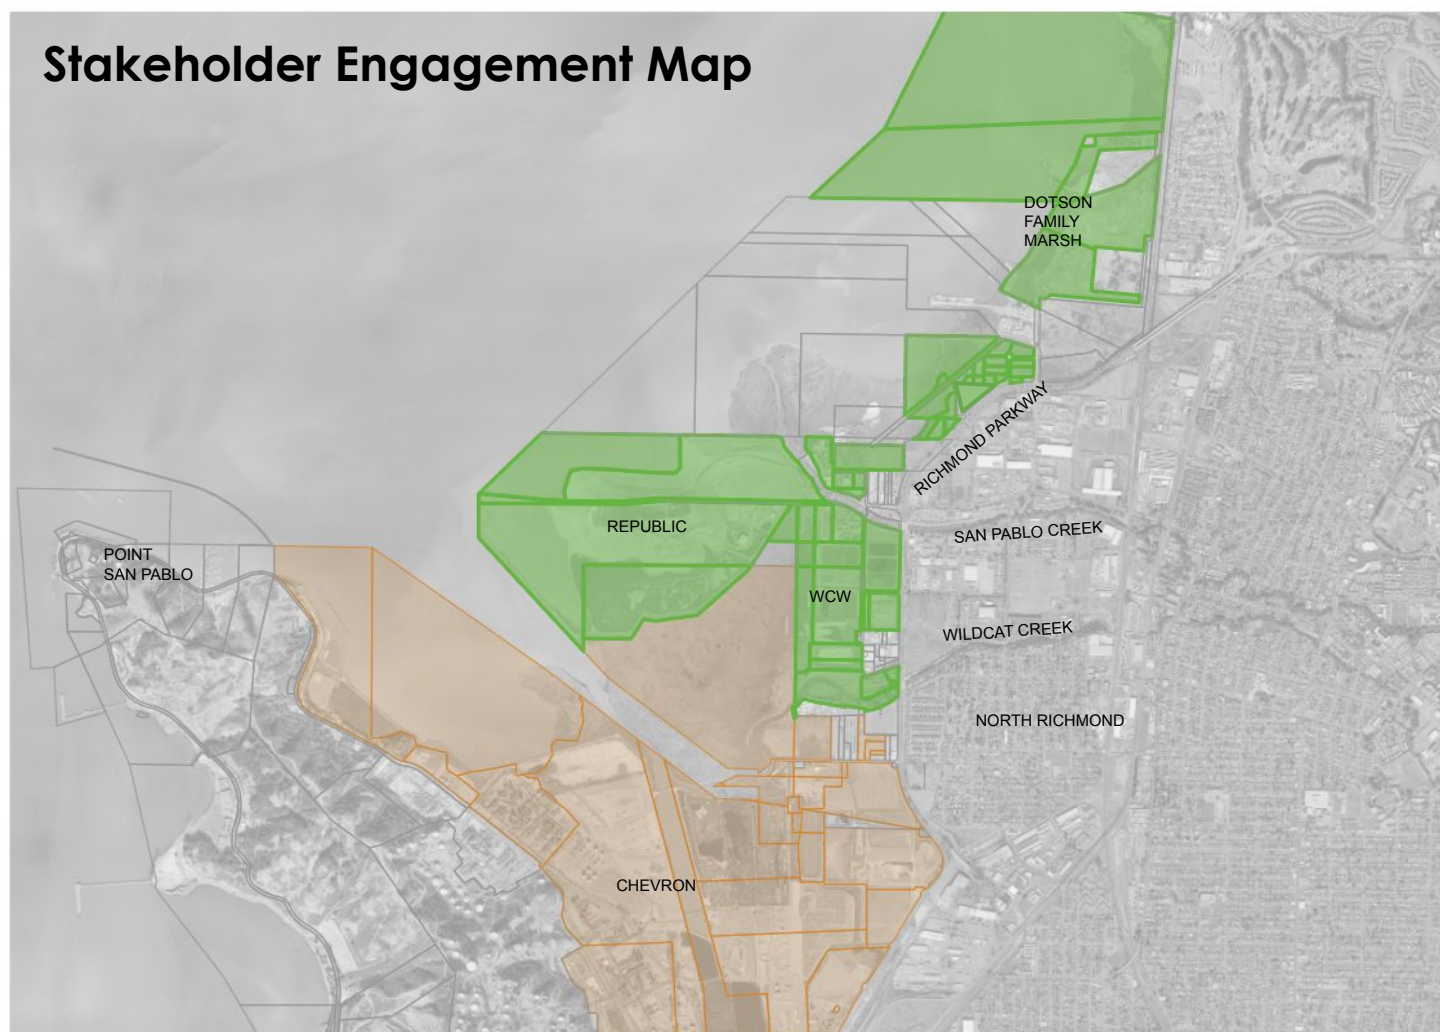 Stakeholder Engagement Map
DOTSON
FAMILY
MARSH
RICHMOND PARKWAY
REPUBLIC
SAN PABLO CREEK
POINT
SAN PABLO
WCW
WILDCAT CREEK
NORTH RICHMOND
CHEVRON